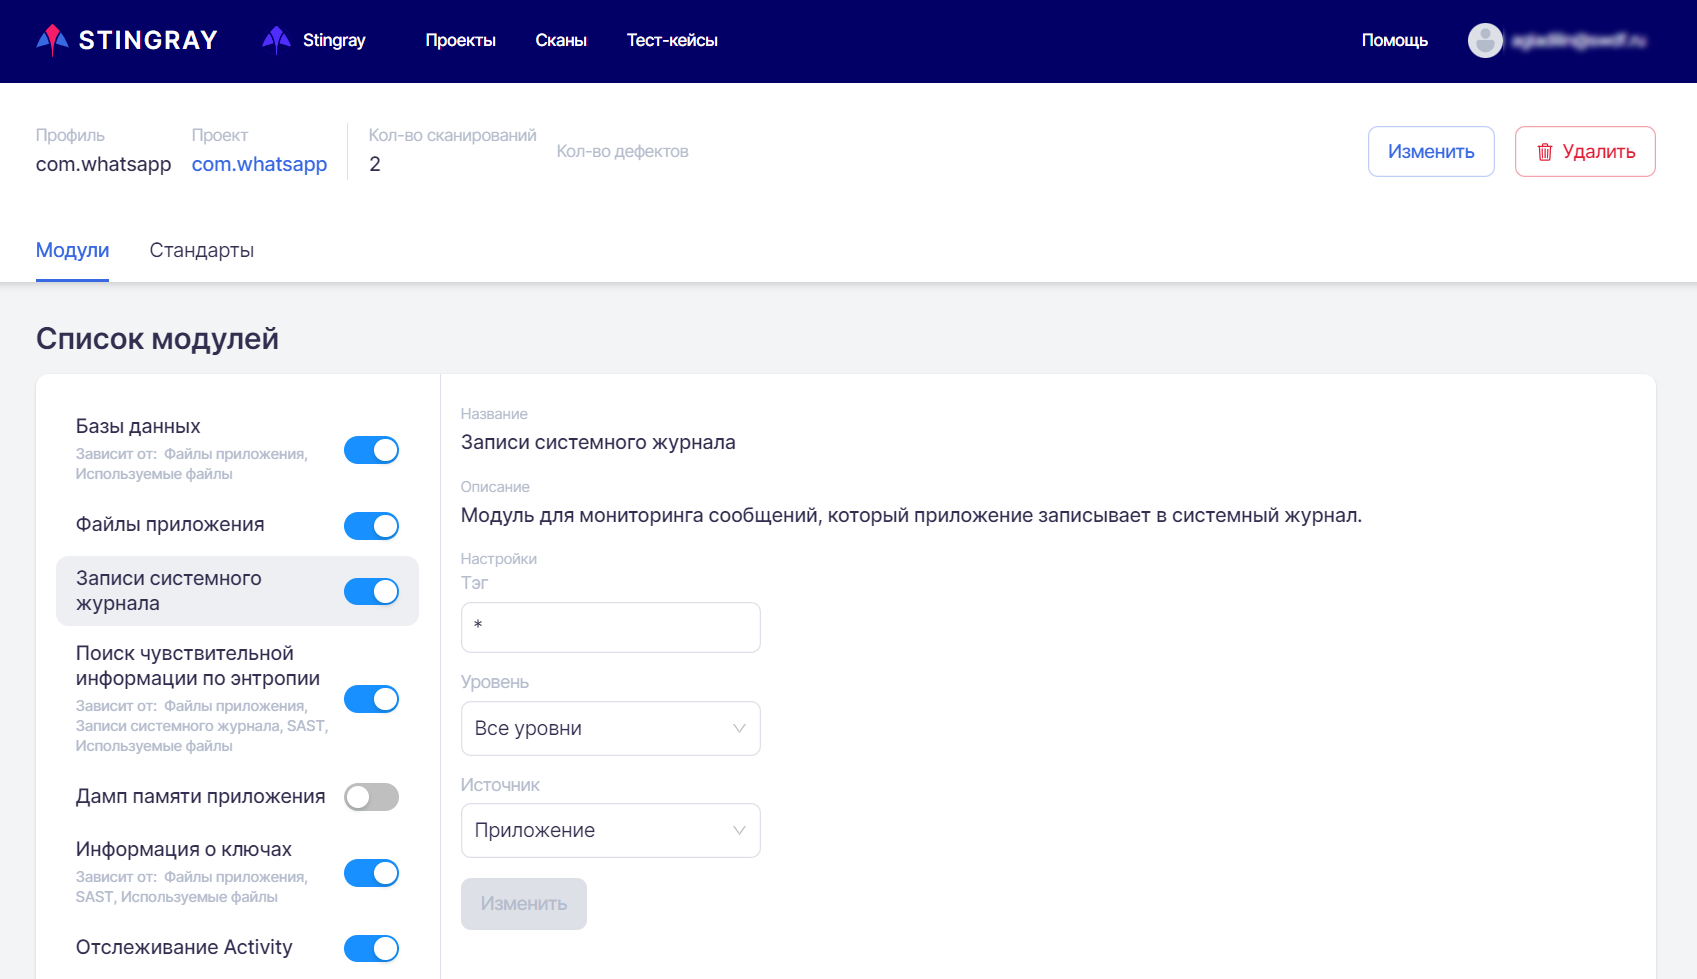 STINGRAY Stingray Проекты Сканы Тест-кейсы Помощь
Профиль Проект Кол-во сканирований Кол-во дефектов
com.whatsapp com.whatsapp 2
Изменить Удалить
Модули Стандарты
Список модулей
Базы данных
Зависит от: Файлы приложения,
Используемые файлы
Файлы приложения
Записи системного
журнала
Поиск чувствительной
информации по энтропии
Зависит от: Файлы приложения,
Записи системного журнала, SAST,
Используемые файлы
Дамп памяти приложения
Информация о ключах
Зависит от: Файлы приложения,
SAST, Используемые файлы
Отслеживание Activity
Название
Записи системного журнала
Описание
Модуль для мониторинга сообщений, который приложение записывает в системный журнал.
Настройки
Тэг
*
Уровень
Все уровни
Источник
Приложение
Изменить